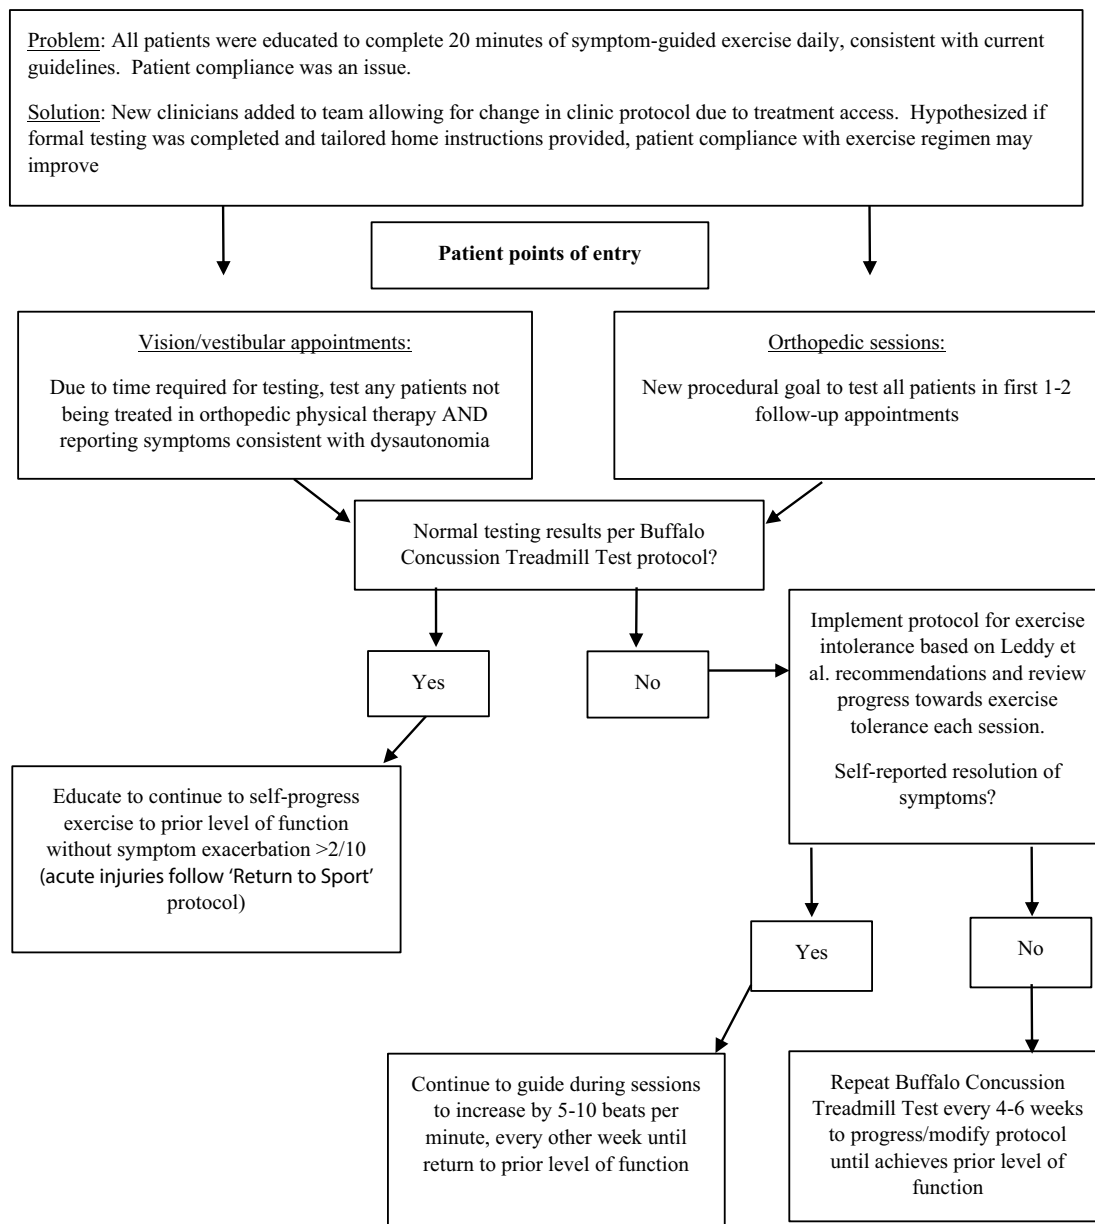 Problem: All patients were educated to complete 20 minutes of symptom-guided exercise daily, consistent with current
guidelines.  Patient compliance was an issue.
Solution: New clinicians added to team allowing for change in clinic protocol due to treatment access.  Hypothesized if
formal testing was completed and tailored home instructions provided, patient compliance with exercise regimen may
improve
Patient points of entry
Vision/vestibular appointments:
Due to time required for testing, test any patients not
being treated in orthopedic physical therapy AND
reporting symptoms consistent with dysautonomia
Orthopedic sessions:
New procedural goal to test all patients in first 1-2
follow-up appointments
Normal testing results per Buffalo
Concussion Treadmill Test protocol?
Yes
No
Implement protocol for exercise
intolerance based on Leddy et
al. recommendations and review
progress towards exercise
tolerance each session.
Self-reported resolution of
symptoms?
Educate to continue to self-progress
exercise to prior level of function
without symptom exacerbation >2/10
(acute injuries follow ‘Return to Sport’
protocol)
Yes
No
Continue to guide during sessions
to increase by 5-10 beats per
minute, every other week until
return to prior level of function
Repeat Buffalo Concussion
Treadmill Test every 4-6 weeks
to progress/modify protocol
until achieves prior level of
function